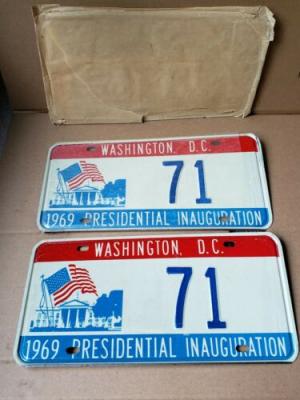 WASHINGTON, D.C.
71
1969 PRESIDENTIAL INAUGURATION
WASHINGTON, D.C.
71
1969 PRESIDENTIAL INAUGURATION